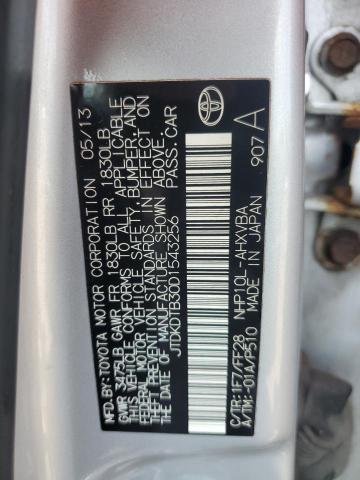 MFD.BY:TOYOTA MOTOR CORPORATION 05/13
GVWR 3475LB GAWR FR 1830LB RR 1830LB
THIS VEHICLE CONFORMS TO ALL APPLICABLE
FEDERAL MOTOR VEHICLE SAFETY, BUMPER, AND
THEFT PREVENTION STANDARDS IN EFFECT
ON THE DATE OF MANUFACTURE SHOWN ABOVE.
JTDKDTB30D1543256 PASS.CAR
C/TR:1F7/FF28 NHP10L-AHXVBA
A/TM:-01A/P510 MADE IN JAPAN
907 A
TOYOTA